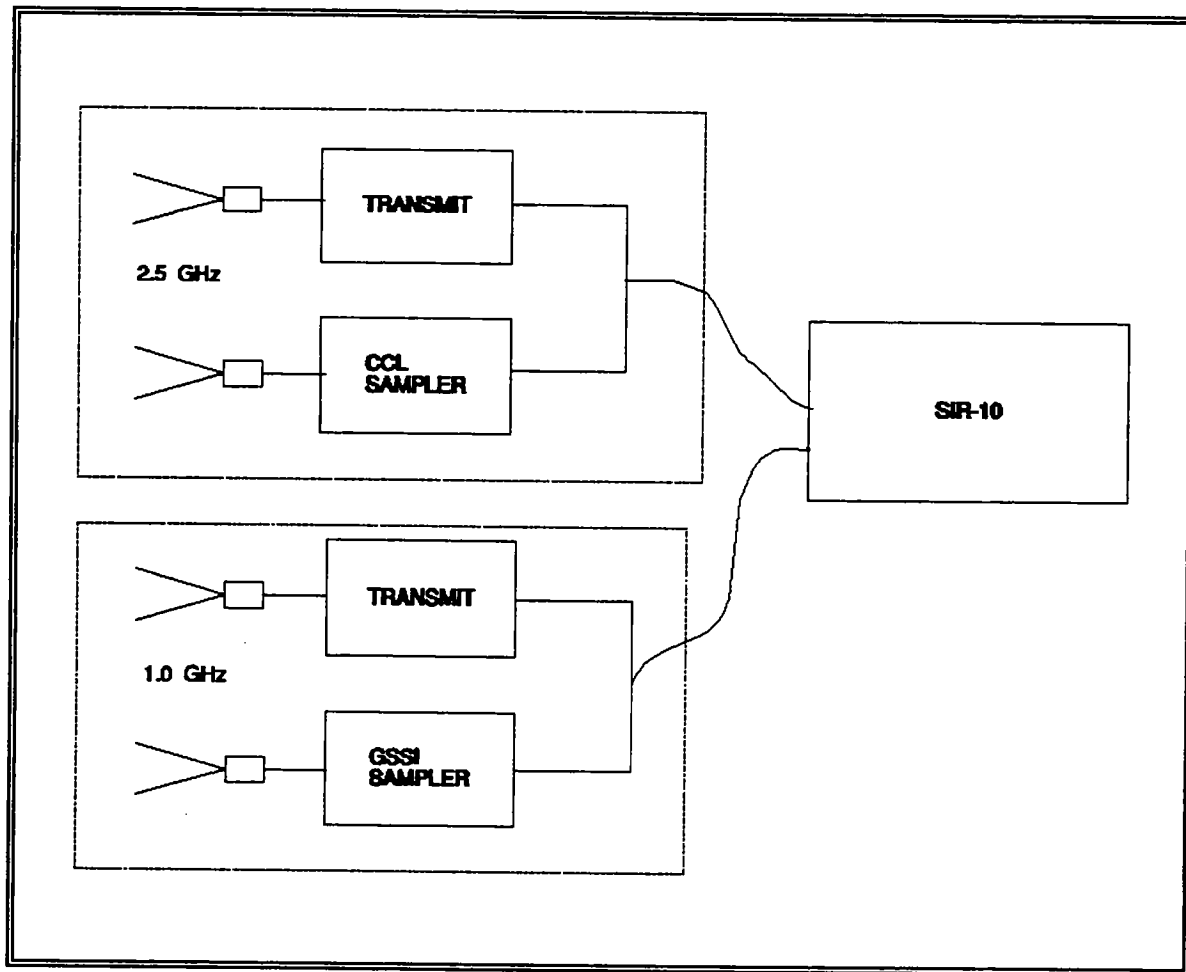 TRANSMIT
2.5 GHz
CCL
SAMPLER
SIR-10
TRANSMIT
1.0 GHz
GSSI
SAMPLER